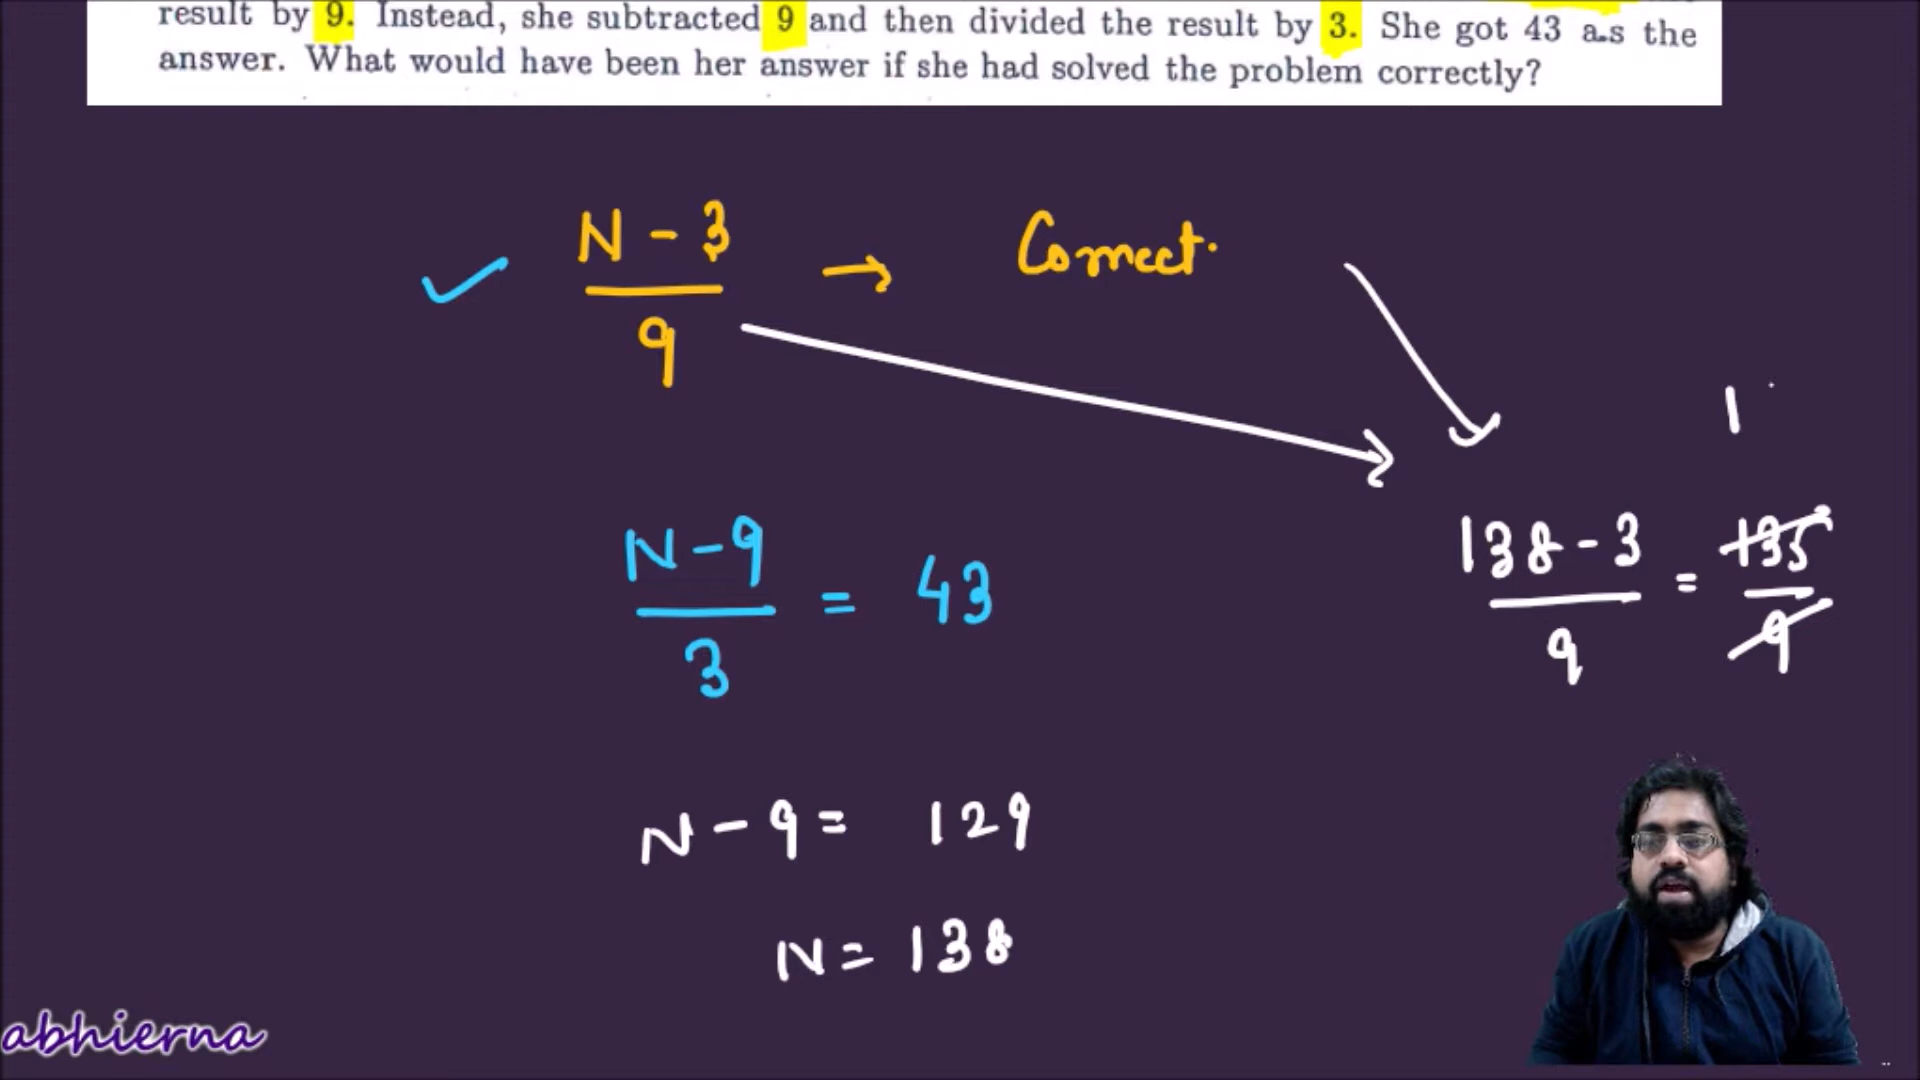 result by 9. Instead, she subtracted 9 and then divided the result by 3. She got 43 a.s the
answer. What would have been her answer if she had solved the problem correctly?
N - 3
9
→ Correct.
1
N - 9
3
= 43
138 - 3
9
= 135
9
N - 9 = 129
N = 138
abhierna